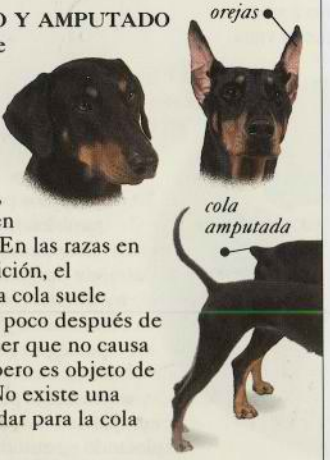 O Y AMPUTADO
e
orejas
en
En las razas en
ición, el
a cola suele
poco después de
er que no causa
pero es objeto de
No existe una
dar para la cola
cola
amputada